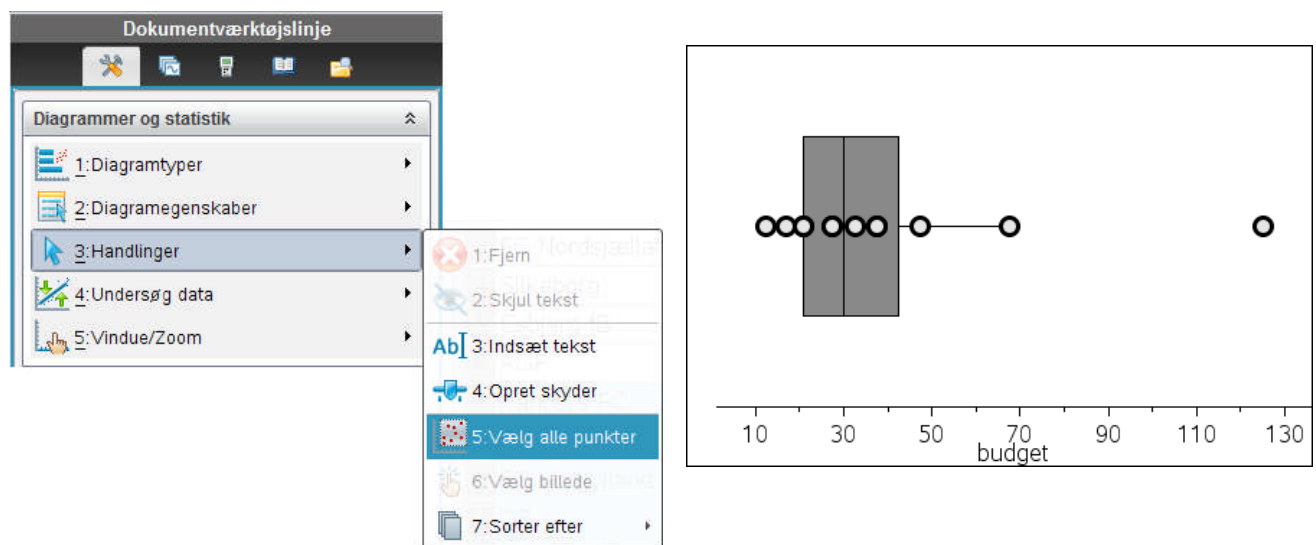 Dokumentværktøjslinje
Diagrammer og statistik
1:Diagramtyper
2:Diagramegenskaber
3:Handlinger
4:Undersøg data
5:Vindue/Zoom
1:Fjern
2:Skjul tekst
Ab 3:Indsæt tekst
4:Opret skyder
5:Vælg alle punkter
6:Vælg billede
7:Sorter efter
10 30 50 70 90 110 130
budget